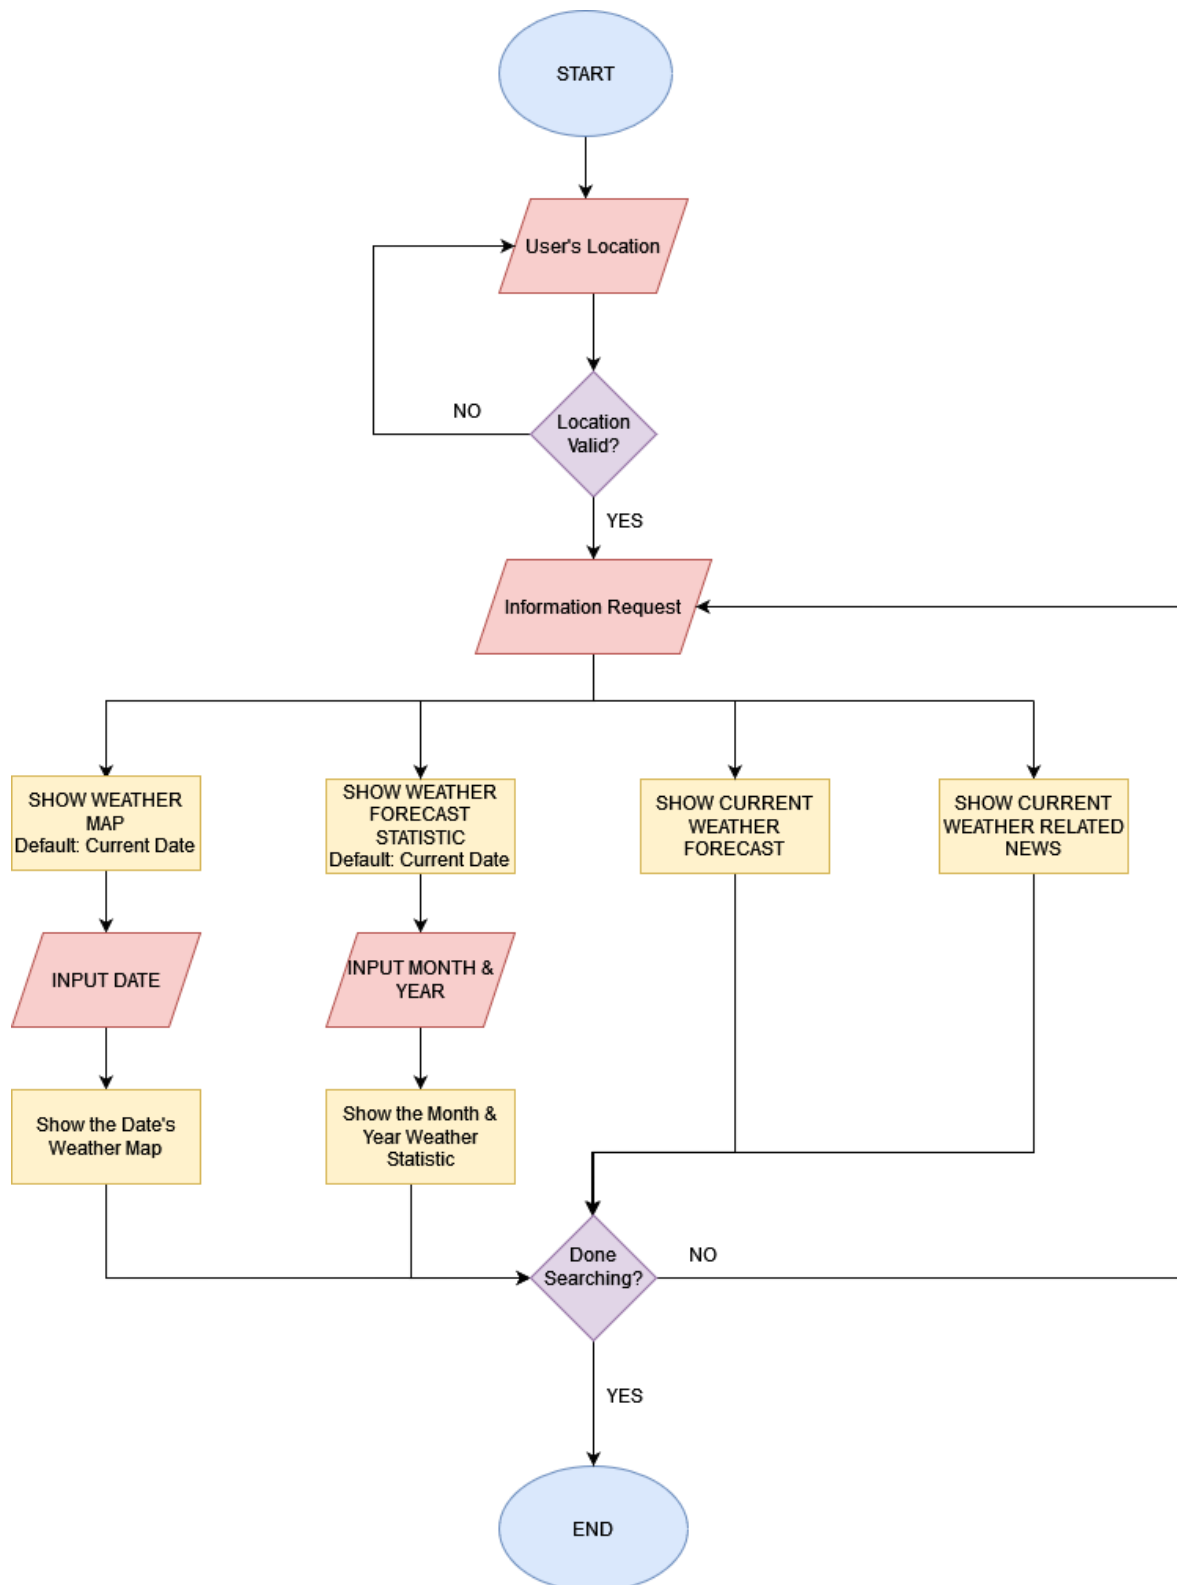 START
User's Location
Location
Valid?
NO
YES
Information Request
SHOW WEATHER
MAP
Default: Current Date
SHOW WEATHER
FORECAST
STATISTIC
Default: Current Date
SHOW CURRENT
WEATHER
FORECAST
SHOW CURRENT
WEATHER RELATED
NEWS
INPUT DATE
INPUT MONTH &
YEAR
Show the Date's
Weather Map
Show the Month &
Year Weather
Statistic
Done
Searching?
NO
YES
END